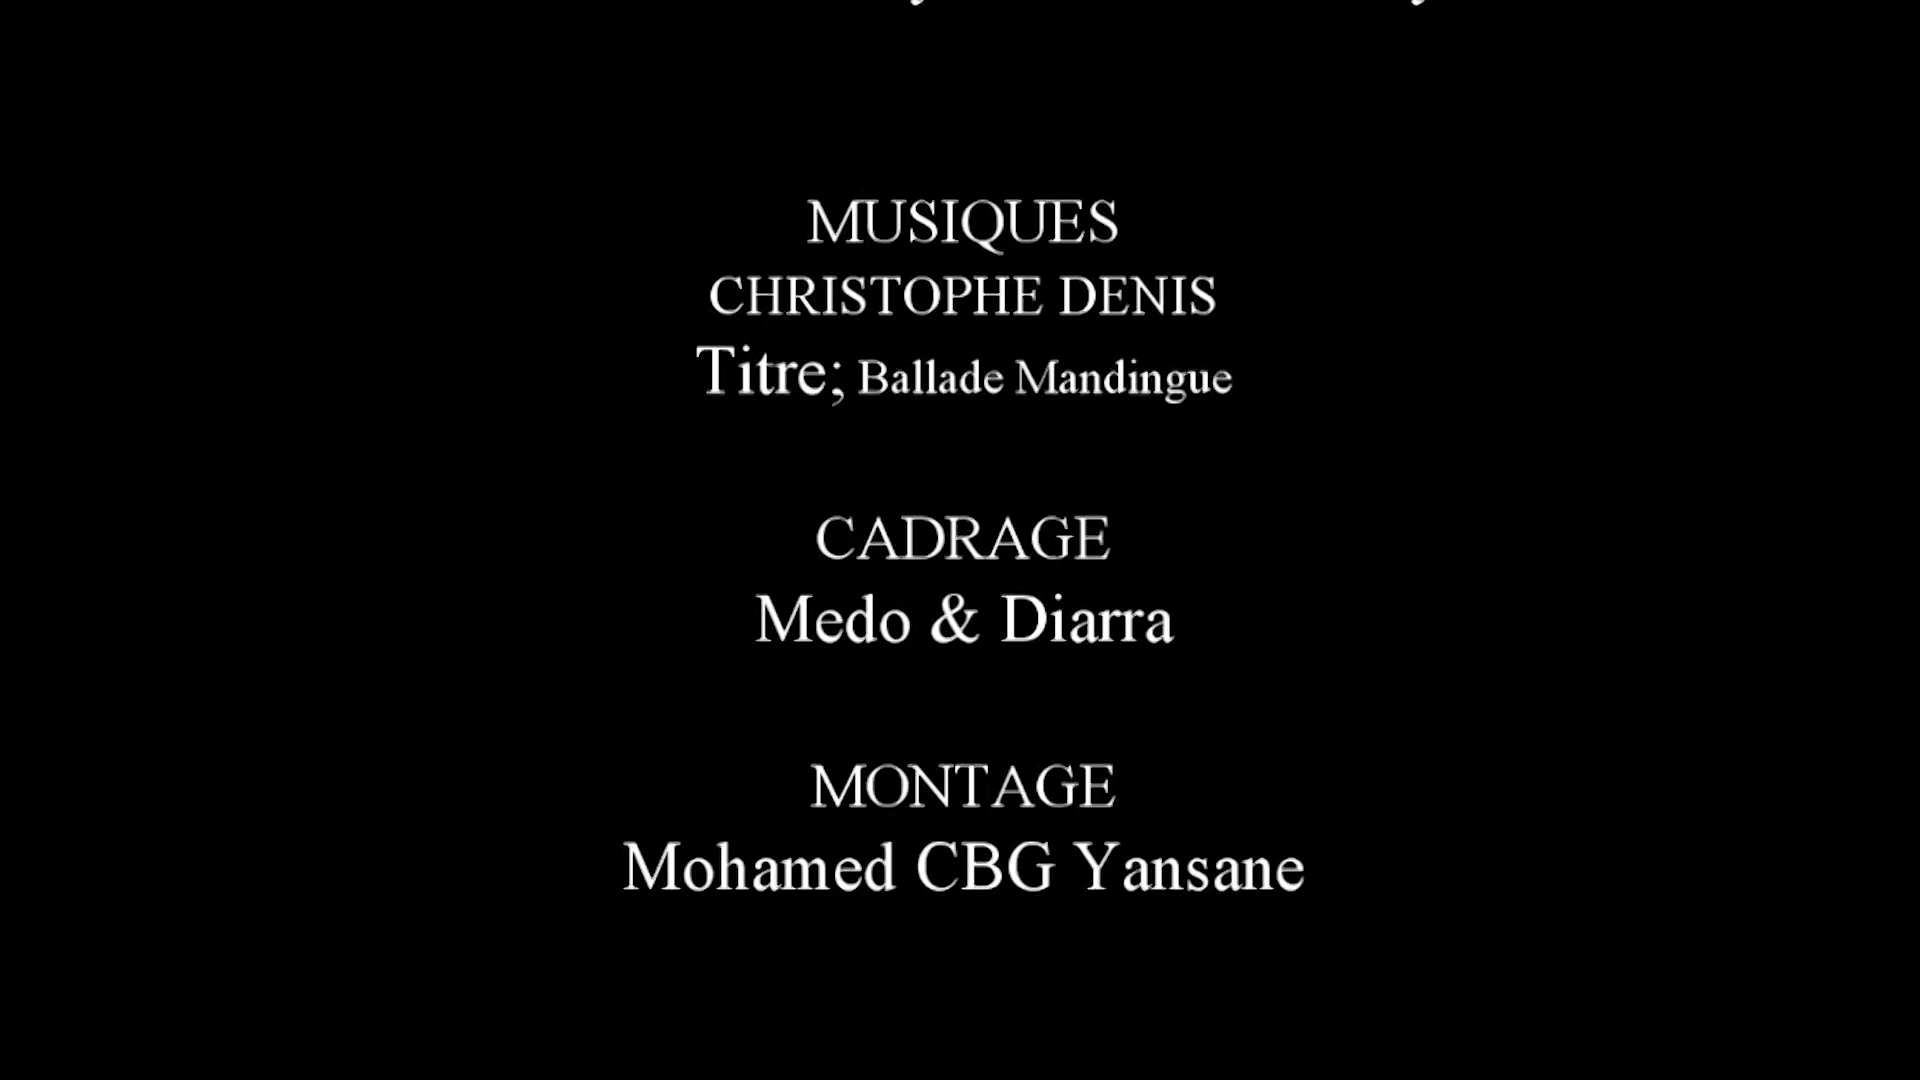 MUSIQUES
CHRISTOPHE DENIS
Titre; Ballade Mandingue
CADRAGE
Medo & Diarra
MONTAGE
Mohamed CBG Yansane